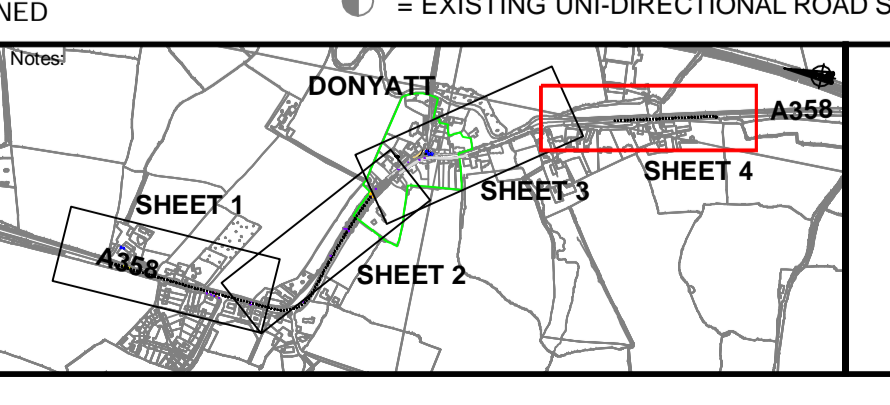 NED
= EXISTING UNI-DIRECTIONAL ROAD S
Notes:
DONYATT
A358
SHEET 4
SHEET 3
SHEET 1
A358
SHEET 2